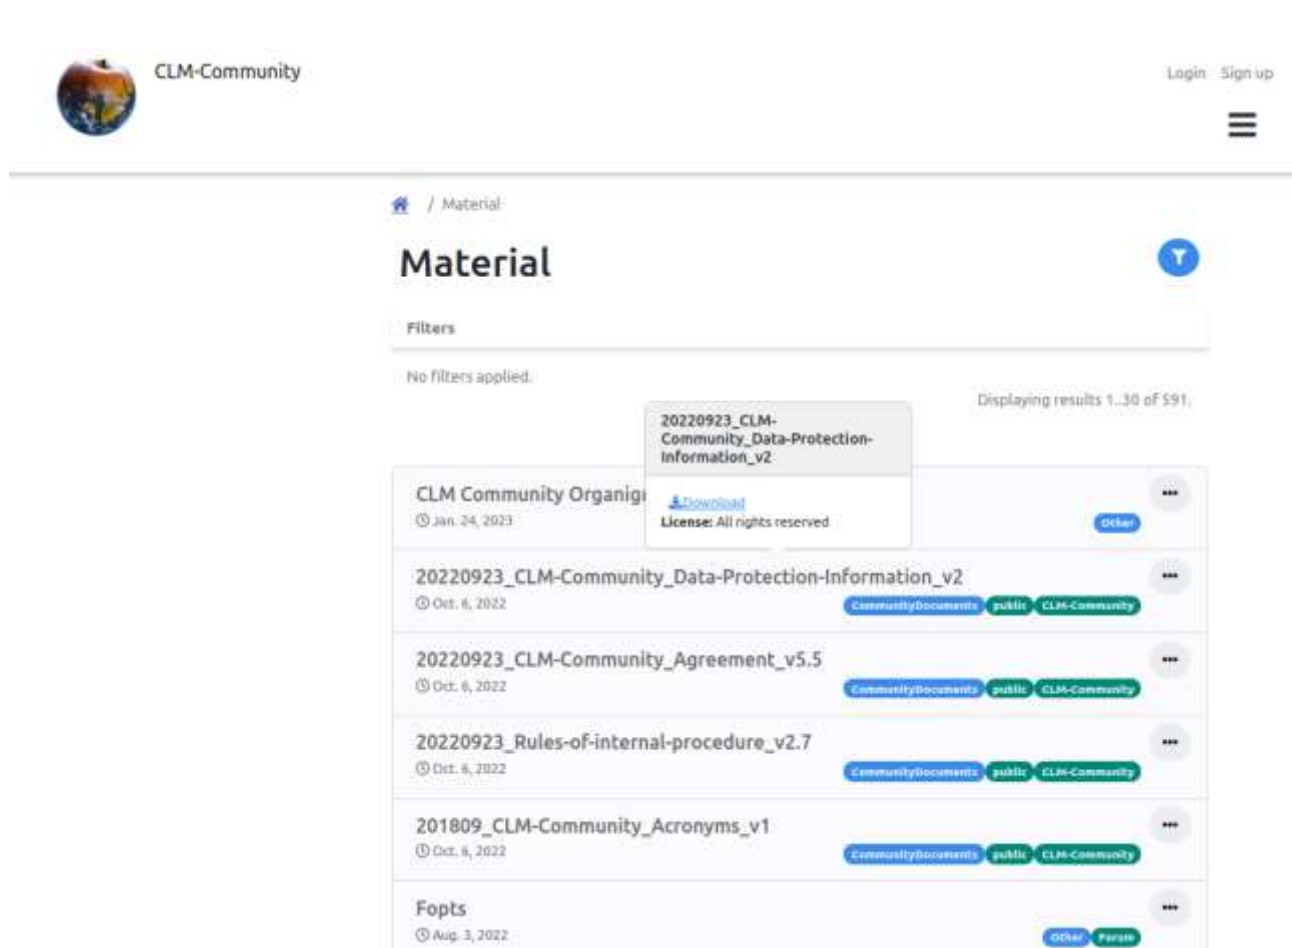 CLM-Community
Login Sign up
/ Material
Material
Filters
No filters applied.
Displaying results 1..30 of 591.
20220923_CLM-
Community_Data-Protection-
Information_v2
Download
License: All rights reserved
CLM Community Organig
Jan. 24, 2023
Other
20220923_CLM-Community_Data-Protection-Information_v2
Oct. 6, 2022
CommunityDocuments public CLM-Community
20220923_CLM-Community_Agreement_v5.5
Oct. 6, 2022
CommunityDocuments public CLM-Community
20220923_Rules-of-internal-procedure_v2.7
Oct. 6, 2022
CommunityDocuments public CLM-Community
201809_CLM-Community_Acronyms_v1
Oct. 6, 2022
CommunityDocuments public CLM-Community
Fopts
Aug. 3, 2022
Other Forum